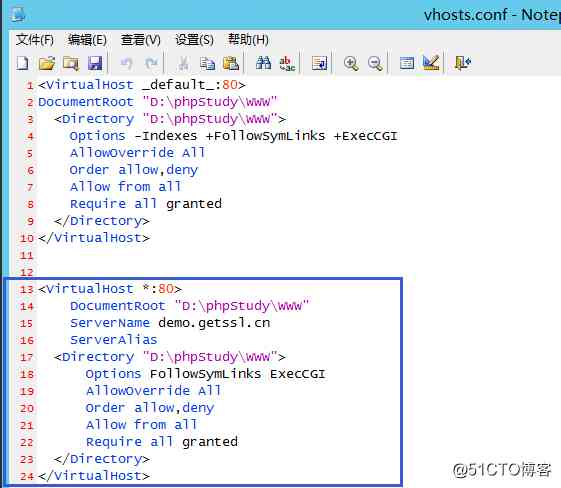 vhosts.conf - Notep
文件(F) 编辑(E) 查看(V) 设置(S) 帮助(H)
1 <VirtualHost _default_:80>
2 DocumentRoot "D:\phpStudy\WWW"
3 <Directory "D:\phpStudy\WWW">
4 Options -Indexes +FollowSymLinks +ExecCGI
5 AllowOverride All
6 Order allow,deny
7 Allow from all
8 Require all granted
9 </Directory>
10 </VirtualHost>
11
12
13 <VirtualHost *:80>
14 DocumentRoot "D:\phpStudy\WWW"
15 ServerName demo.getssl.cn
16 ServerAlias
17 <Directory "D:\phpStudy\WWW">
18 Options FollowSymLinks ExecCGI
19 AllowOverride All
20 Order allow,deny
21 Allow from all
22 Require all granted
23 </Directory>
24 </VirtualHost>
@51CTO博客